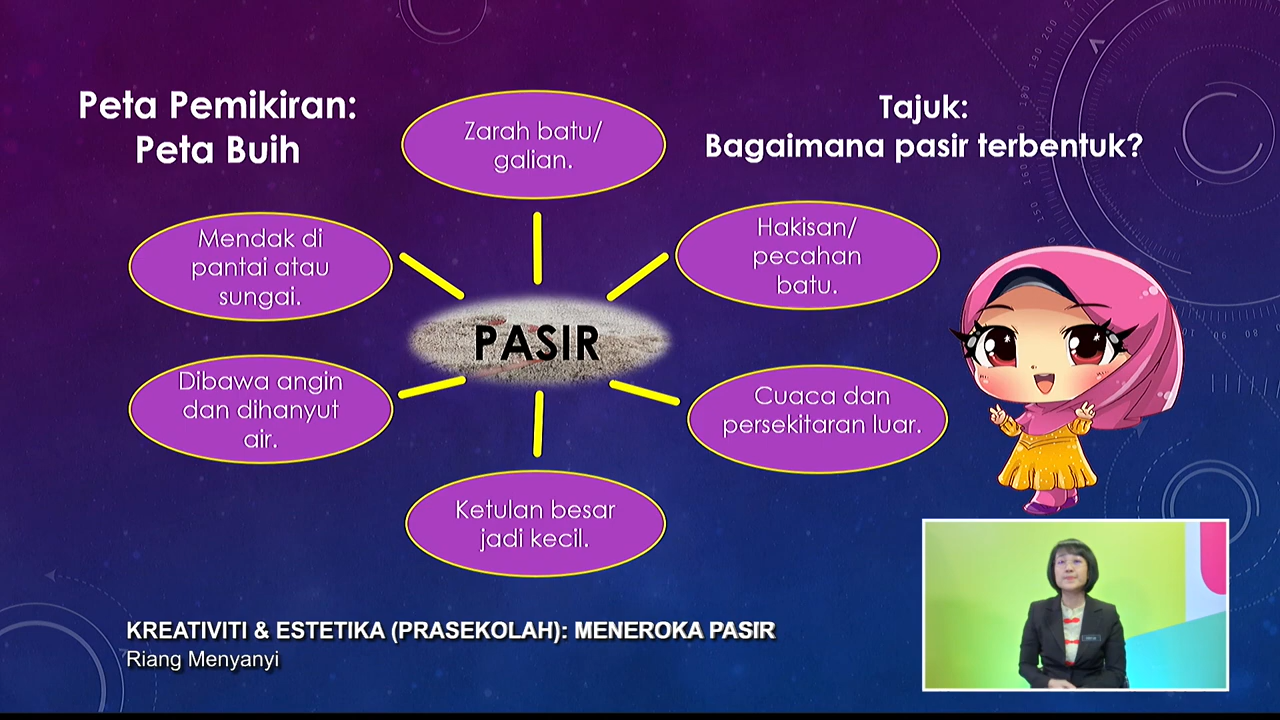 Peta Pemikiran:
Peta Buih
Tajuk:
Bagaimana pasir terbentuk?
Zarah batu/
galian.
Hakisan/
pecahan
batu.
Cuaca dan
persekitaran luar.
Ketulan besar
jadi kecil.
Dibawa angin
dan dihanyut
air.
Mendak di
pantai atau
sungai.
PASIR
KREATIVITI & ESTETIKA (PRASEKOLAH): MENEROKA PASIR
Riang Menyanyi